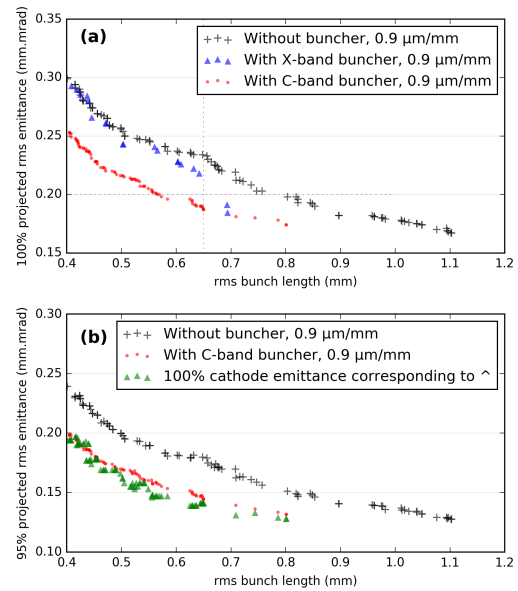 0.35
(a)
Without buncher, 0.9 μm/mm
With X-band buncher, 0.9 μm/mm
With C-band buncher, 0.9 μm/mm
0.30
0.25
0.20
0.15
100% projected rms emittance (mm.mrad)
0.4 0.5 0.6 0.7 0.8 0.9 1.0 1.1 1.2
rms bunch length (mm)
0.30
(b)
Without buncher, 0.9 μm/mm
With C-band buncher, 0.9 μm/mm
100% cathode emittance corresponding to ^
0.25
0.20
0.15
0.10
95% projected rms emittance (mm.mrad)
0.4 0.5 0.6 0.7 0.8 0.9 1.0 1.1 1.2
rms bunch length (mm)